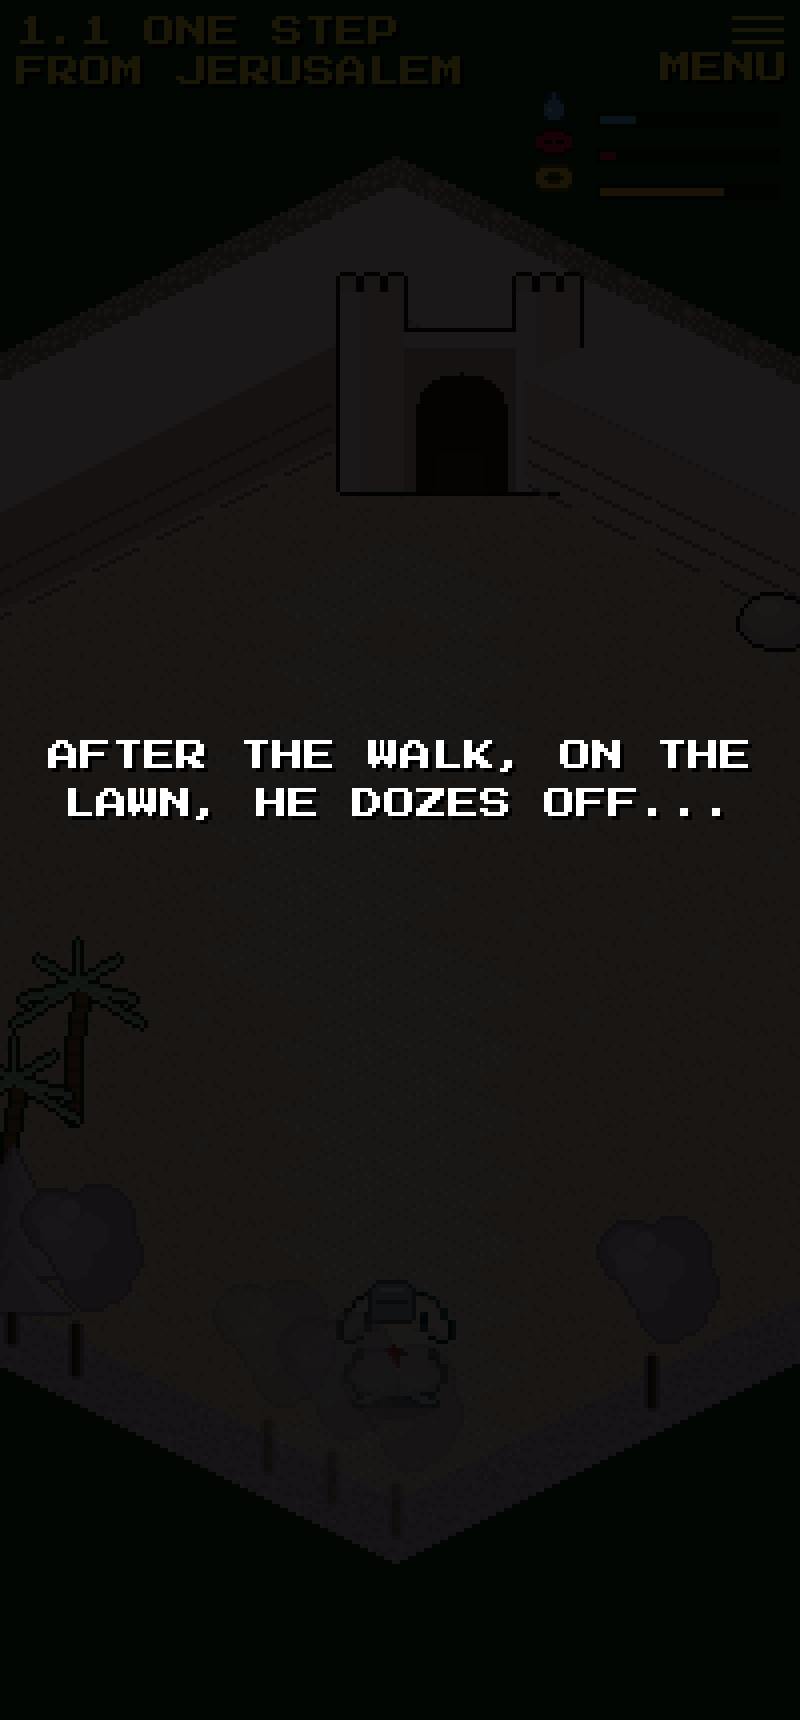 1.1 ONE STEP
FROM JERUSALEM
MENU
AFTER THE WALK, ON THE
LAWN, HE DOZES OFF...